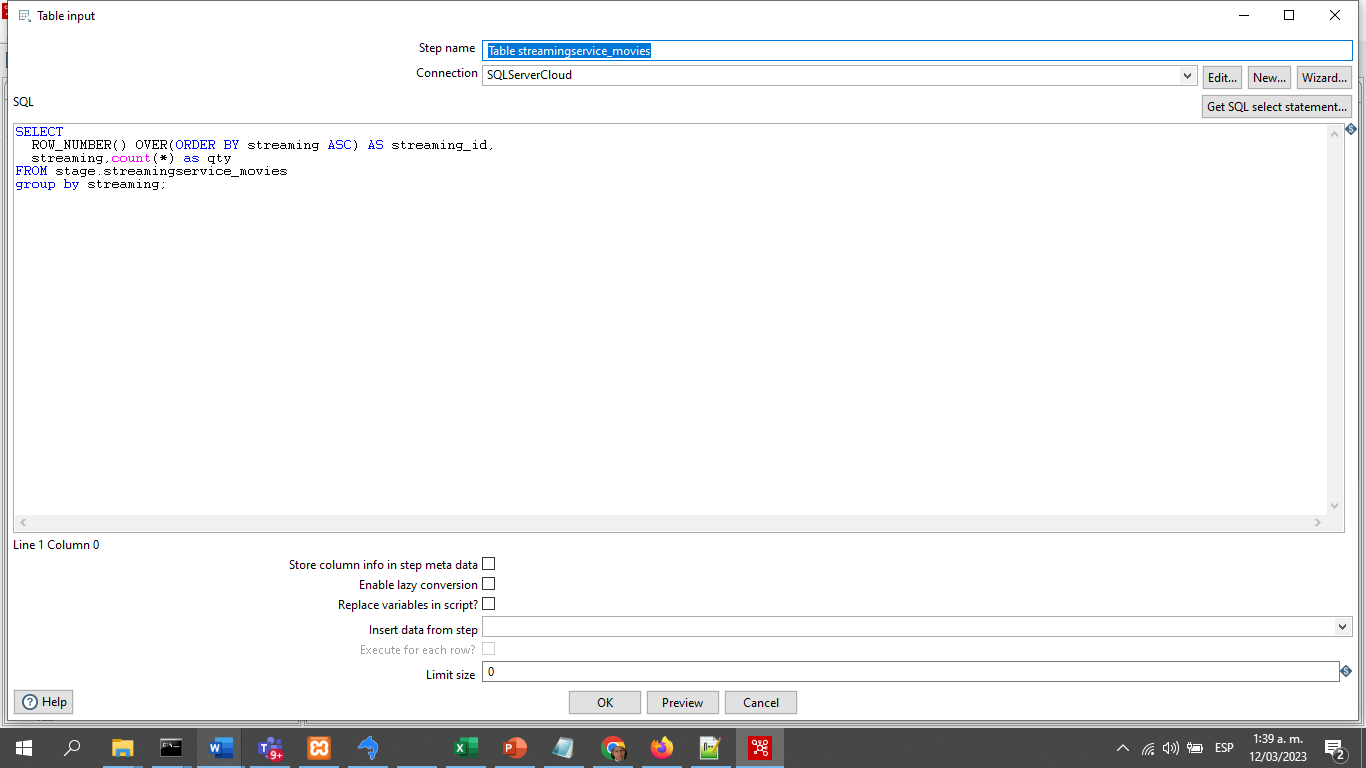 Table input
Step name
Table streamingservice_movies
Connection
SQLServerCloud
Edit...
New...
Wizard...
SQL
Get SQL select statement...
SELECT
ROW_NUMBER() OVER(ORDER BY streaming ASC) AS streaming_id,
streaming,count(*) as qty
FROM stage.streamingservice_movies
group by streaming;
Line 1 Column 0
Store column info in step meta data
Enable lazy conversion
Replace variables in script?
Insert data from step
Execute for each row?
Limit size
0
Help
OK
Preview
Cancel
9+
ESP
1:39 a. m.
12/03/2023
2